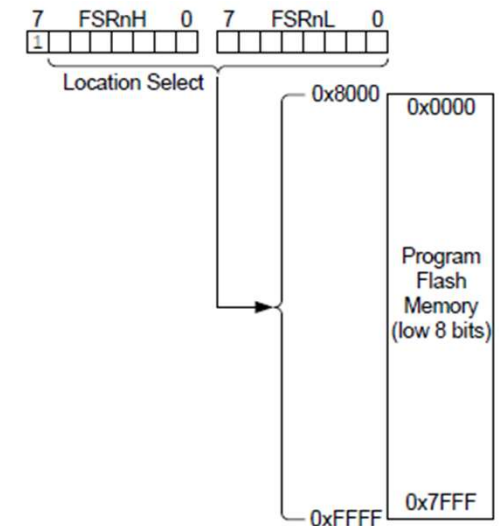 7 FSRnH 0 7 FSRnL 0
1
Location Select
0x8000
0x0000
Program
Flash
Memory
(low 8 bits)
0x7FFF
0xFFFF